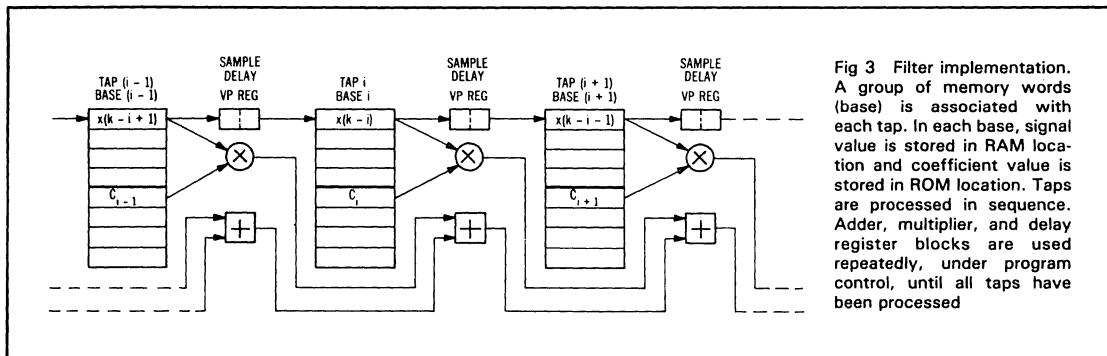 TAP (i – 1)
BASE (i – 1)
SAMPLE
DELAY
VP REG
TAP i
BASE i
SAMPLE
DELAY
VP REG
TAP (i + 1)
BASE (i + 1)
SAMPLE
DELAY
VP REG
x(k – i + 1)
x(k – i)
x(k – i – 1)
×
×
×
C i – 1
C i
C i + 1
+
+
+
Fig 3 Filter implementation.
A group of memory words
(base) is associated with
each tap. In each base, signal
value is stored in RAM loca-
tion and coefficient value is
stored in ROM location. Taps
are processed in sequence.
Adder, multiplier, and delay
register blocks are used
repeatedly, under program
control, until all taps have
been processed